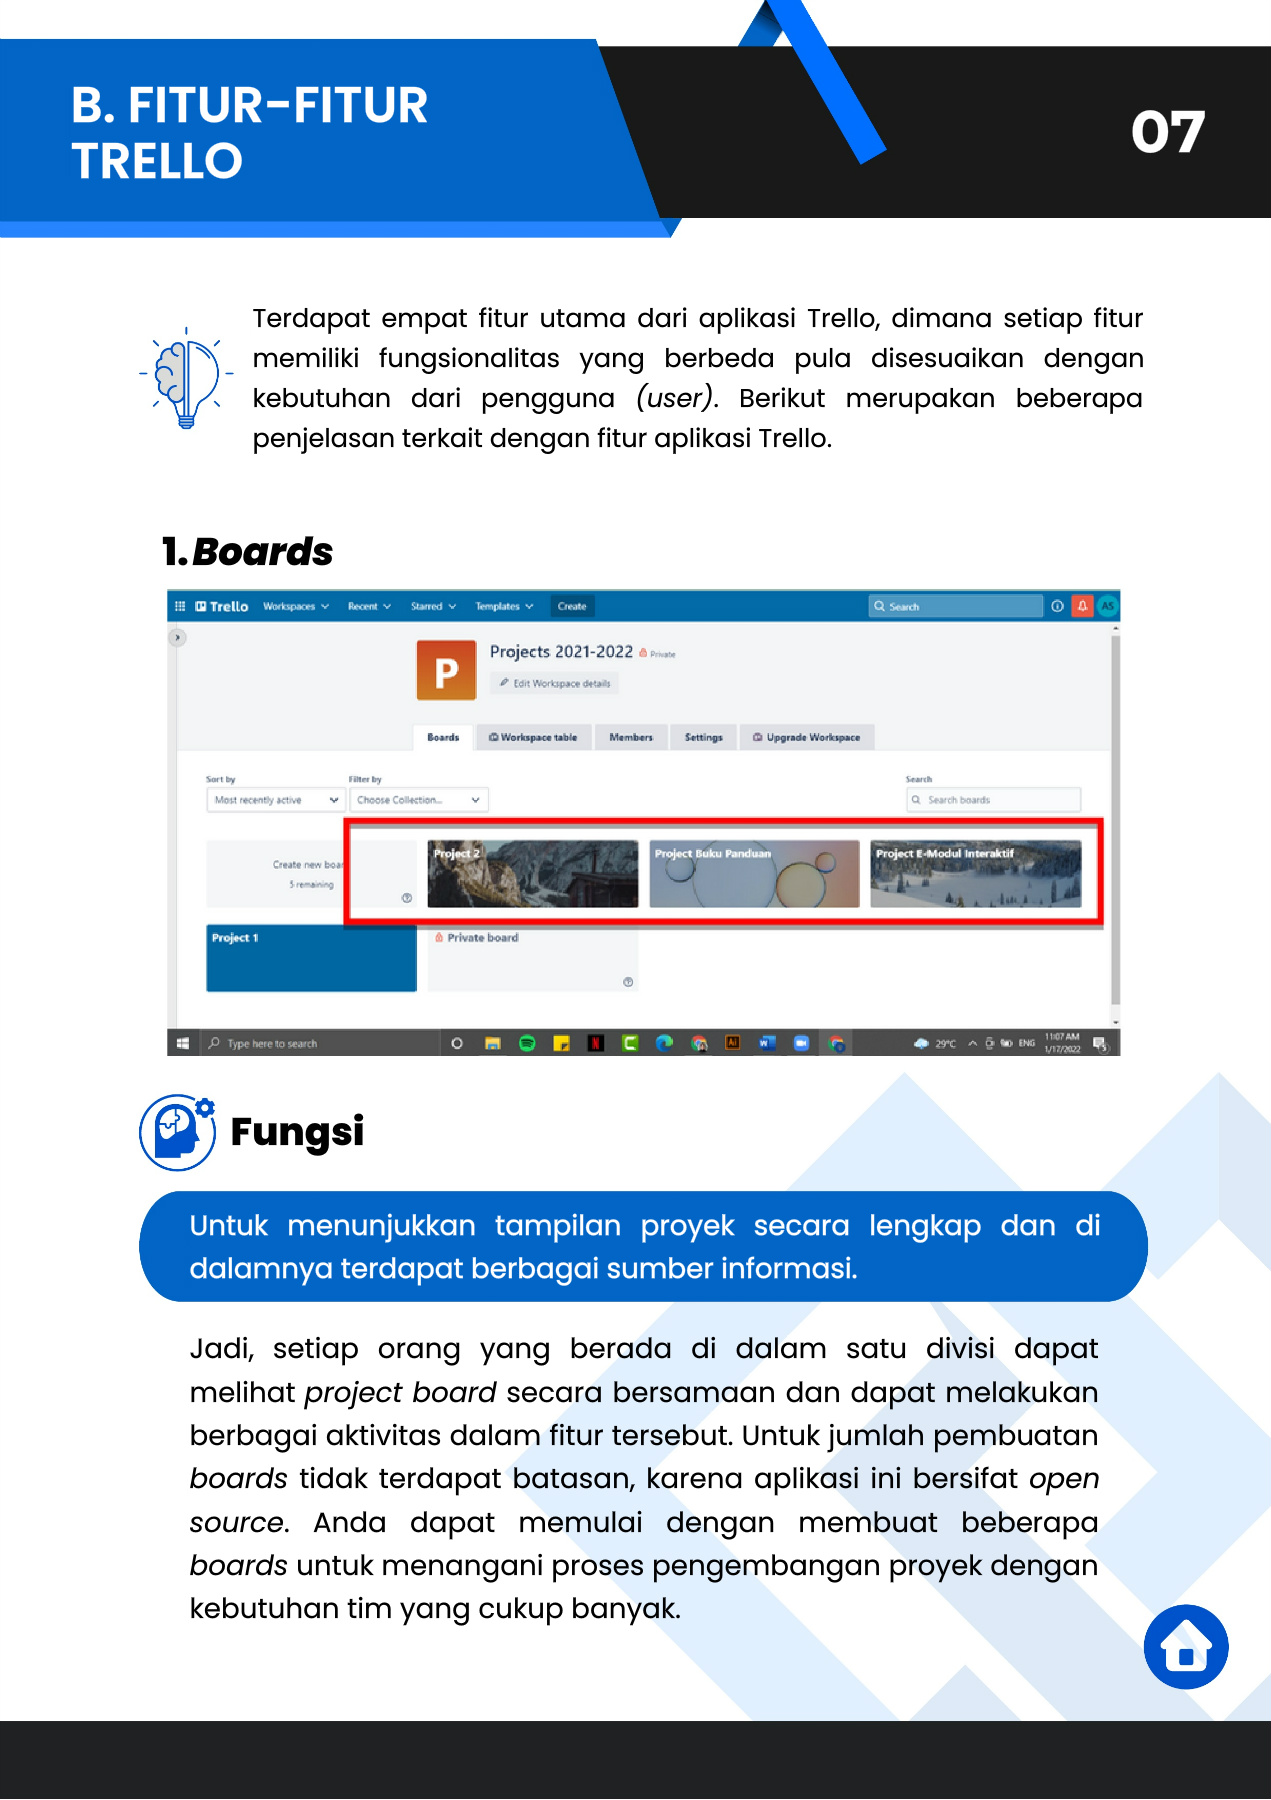 B. FITUR-FITUR
TRELLO
07
Terdapat empat fitur utama dari aplikasi Trello, dimana setiap fitur
memiliki fungsionalitas yang berbeda pula disesuaikan dengan
kebutuhan dari pengguna (user). Berikut merupakan beberapa
penjelasan terkait dengan fitur aplikasi Trello.
1. Boards
Trello Workspaces Recent Starred Templates Create Search AS
Projects 2021-2022 Private
Edit Workspace details
Boards Workspace table Members Settings Upgrade Workspace
Sort by Filter by Search
Most recently active Choose Collection... Search boards
Create new boar
5 remaining
Project 2 Project Buku Panduan Project E-Modul Interaktif
Project 1 Private board
Type here to search 29°C ENG 11:07 AM
1/17/2022
Fungsi
Untuk menunjukkan tampilan proyek secara lengkap dan di
dalamnya terdapat berbagai sumber informasi.
Jadi, setiap orang yang berada di dalam satu divisi dapat
melihat project board secara bersamaan dan dapat melakukan
berbagai aktivitas dalam fitur tersebut. Untuk jumlah pembuatan
boards tidak terdapat batasan, karena aplikasi ini bersifat open
source. Anda dapat memulai dengan membuat beberapa
boards untuk menangani proses pengembangan proyek dengan
kebutuhan tim yang cukup banyak.